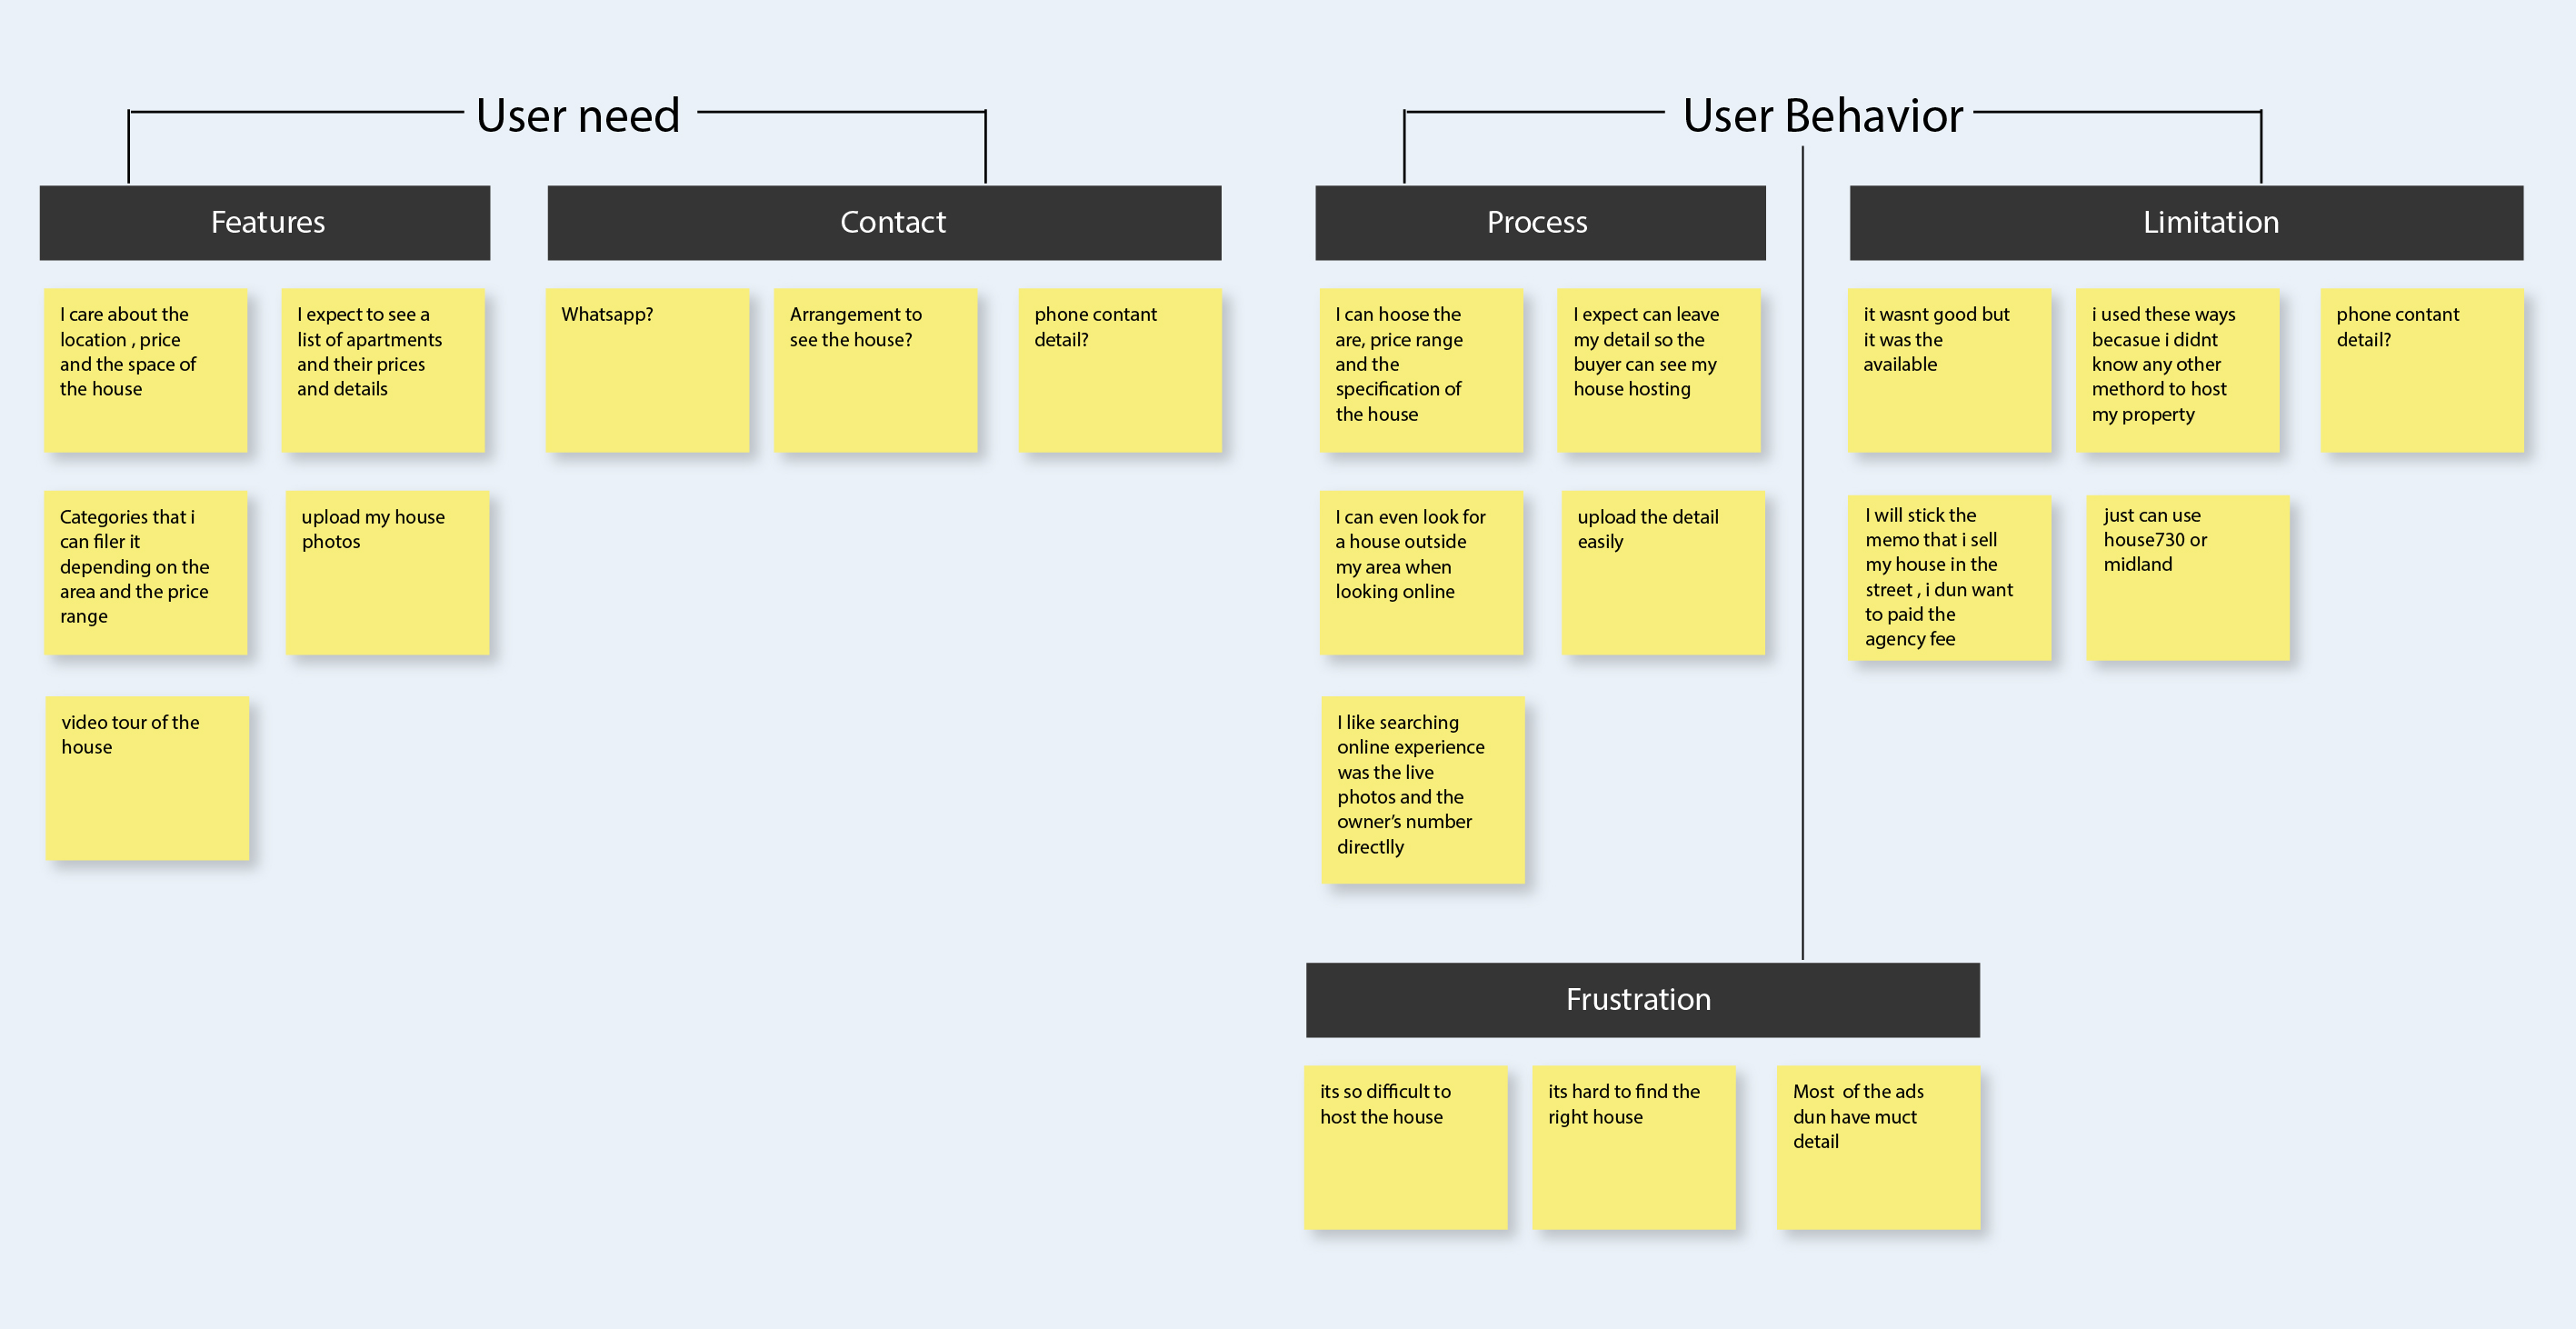 User need
Features
I care about the
location , price
and the space of
the house
I expect to see a
list of apartments
and their prices
and details
Categories that i
can filer it
depending on the
area and the price
range
upload my house
photos
video tour of the
house
Contact
Whatsapp?
Arrangement to
see the house?
phone contant
detail?
User Behavior
Process
I can hoose the
are, price range
and the
specification of
the house
I expect can leave
my detail so the
buyer can see my
house hosting
I can even look for
a house outside
my area when
looking online
upload the detail
easily
I like searching
online experience
was the live
photos and the
owner’s number
directlly
Limitation
it wasnt good but
it was the
available
i used these ways
becasue i didnt
know any other
methord to host
my property
phone contant
detail?
I will stick the
memo that i sell
my house in the
street , i dun want
to paid the
agency fee
just can use
house730 or
midland
Frustration
its so difficult to
host the house
its hard to find the
right house
Most  of the ads
dun have muct
detail